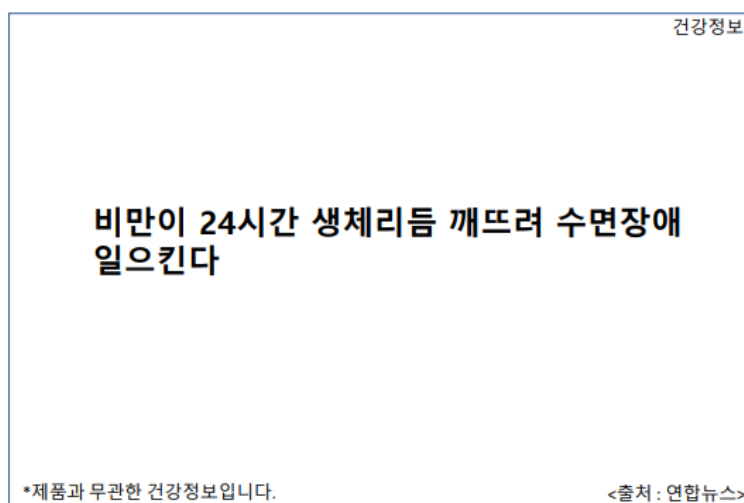 건강정보
비만이 24시간 생체리듬 깨뜨려 수면장애
일으킨다
*제품과 무관한 건강정보입니다.
<출처 : 연합뉴스>